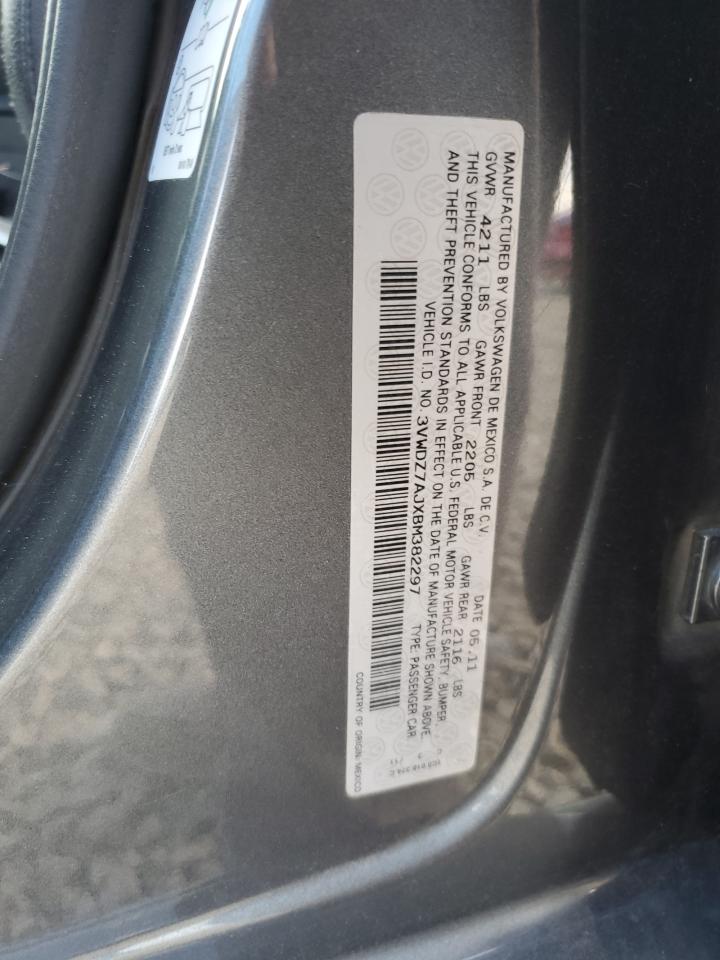 MANUFACTURED BY VOLKSWAGEN DE MEXICO S.A. DE C.V. DATE 05.11
GVWR 4211 LBS GAWR FRONT 2205 LBS GAWR REAR 2116 LBS
THIS VEHICLE CONFORMS TO ALL APPLICABLE U.S. FEDERAL MOTOR VEHICLE SAFETY, BUMPER,
AND THEFT PREVENTION STANDARDS IN EFFECT ON THE DATE OF MANUFACTURE SHOWN ABOVE.
VEHICLE I.D. NO. 3VWDZ7AJXBM382297 TYPE: PASSENGER CAR
COUNTRY OF ORIGIN: MEXICO